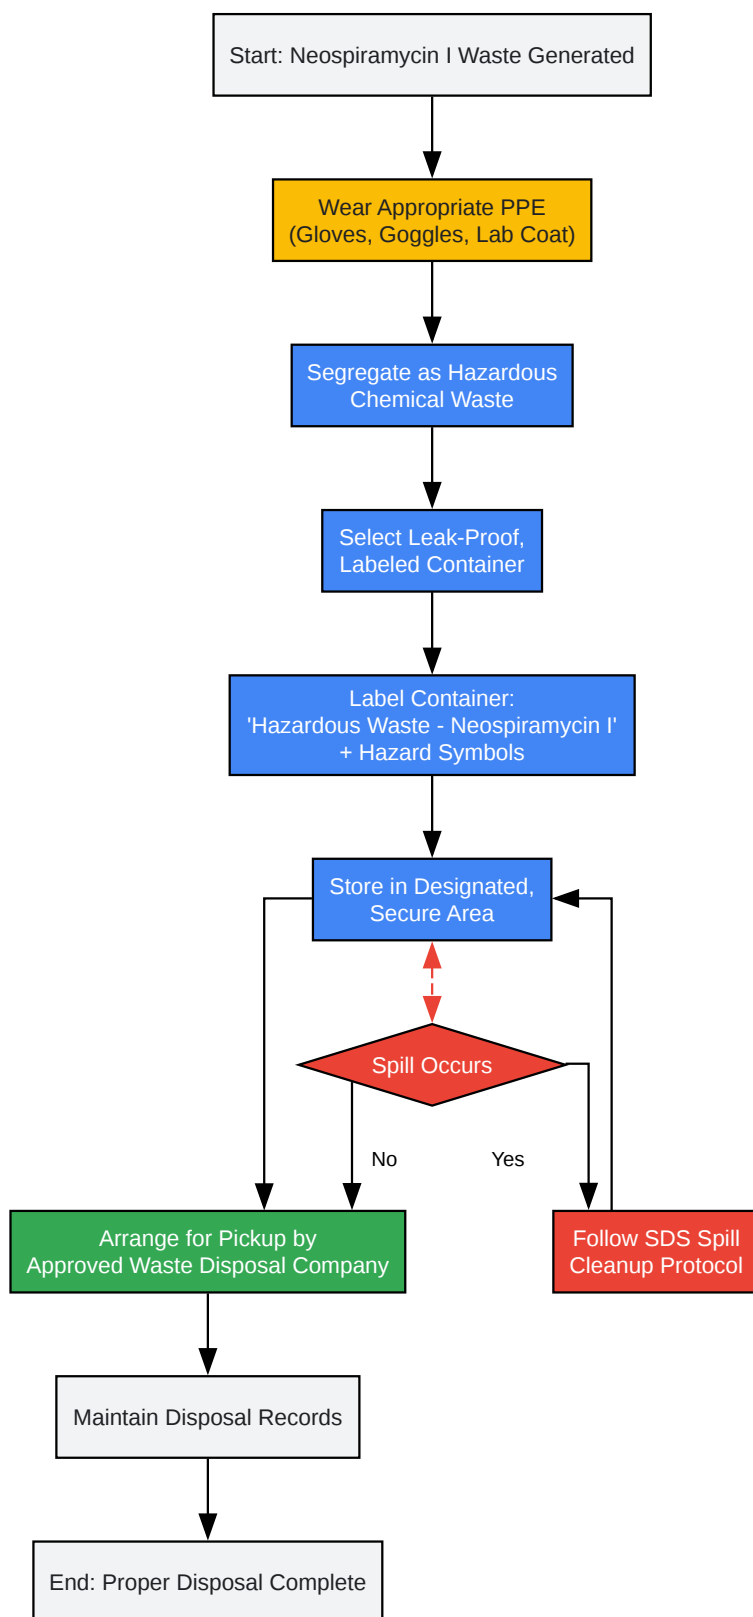 Start: Neospiramycin I Waste Generated
Wear Appropriate PPE
(Gloves, Goggles, Lab Coat)
Segregate as Hazardous
Chemical Waste
Select Leak-Proof,
Labeled Container
Label Container:
'Hazardous Waste - Neospiramycin I'
+ Hazard Symbols
Store in Designated,
Secure Area
Spill Occurs
No
Yes
Arrange for Pickup by
Approved Waste Disposal Company
Follow SDS Spill
Cleanup Protocol
Maintain Disposal Records
End: Proper Disposal Complete